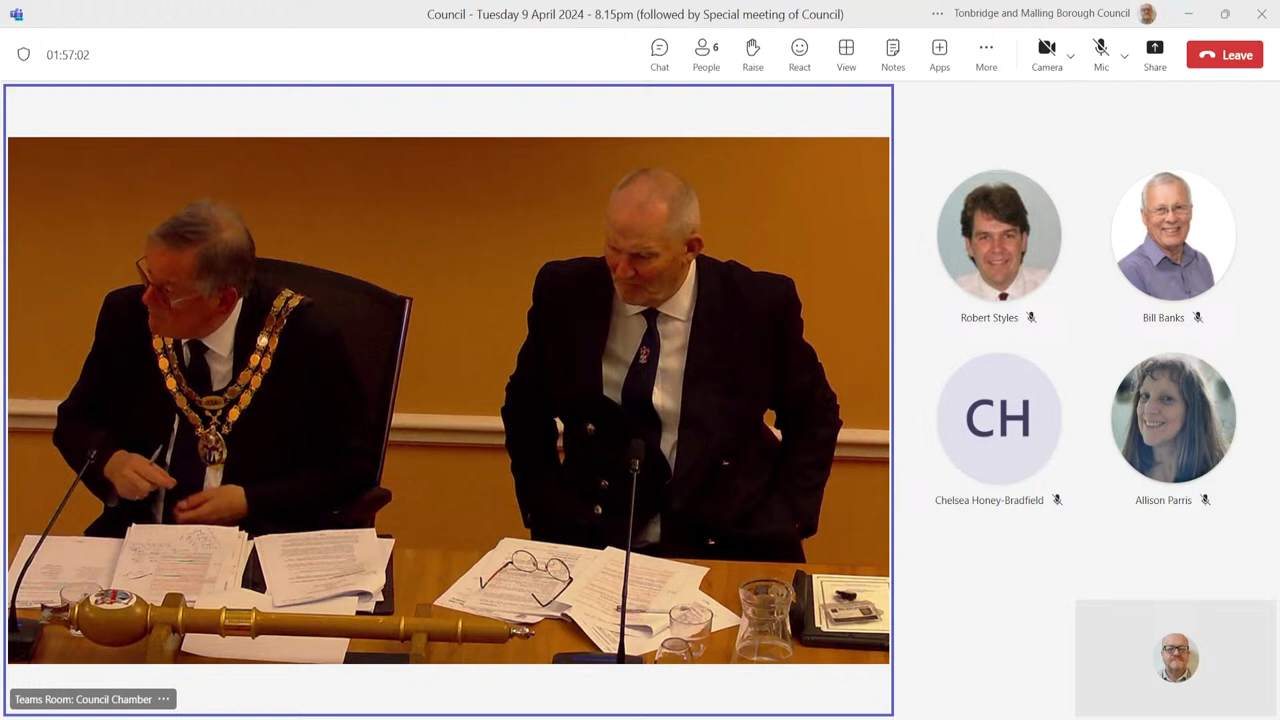 Council - Tuesday 9 April 2024 - 8.15pm (followed by Special meeting of Council)
Tonbridge and Malling Borough Council
01:57:02
Chat
People
6
Raise
React
View
Notes
Apps
More
Camera
Mic
Share
Leave
Robert Styles
Bill Banks
CH
Chelsea Honey-Bradfield
Allison Parris
Teams Room: Council Chamber